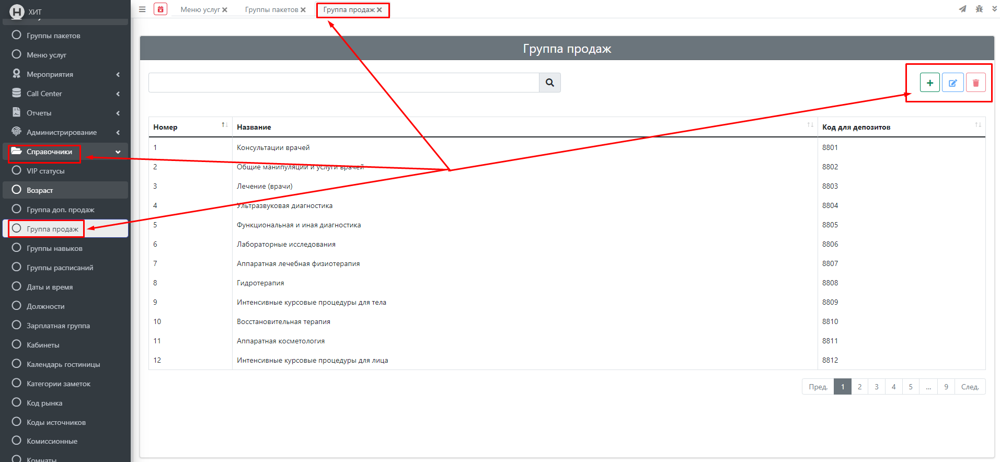 ХИТ
Группы пакетов
Меню услуг
Мероприятия
Call Center
Отчеты
Администрирование
Справочники
VIP статусы
Возраст
Группа доп. продаж
Группа продаж
Группы навыков
Группы расписаний
Даты и время
Должности
Зарплатная группа
Кабинеты
Календарь гостиницы
Категории заметок
Код рынка
Коды источников
Комиссионные
Комнаты
Меню услуг Группы пакетов Группа продаж
Группа продаж
Номер Название Код для депозитов
1 Консультации врачей 8801
2 Общие манипуляции и услуги врачей 8802
3 Лечение (врачи) 8803
4 Ультразвуковая диагностика 8804
5 Функциональная и иная диагностика 8805
6 Лабораторные исследования 8806
7 Аппаратная лечебная физиотерапия 8807
8 Гидротерапия 8808
9 Интенсивные курсовые процедуры для тела 8809
10 Восстановительная терапия 8810
11 Аппаратная косметология 8811
12 Интенсивные курсовые процедуры для лица 8812
Пред. 1 2 3 4 5 ... 9 След.